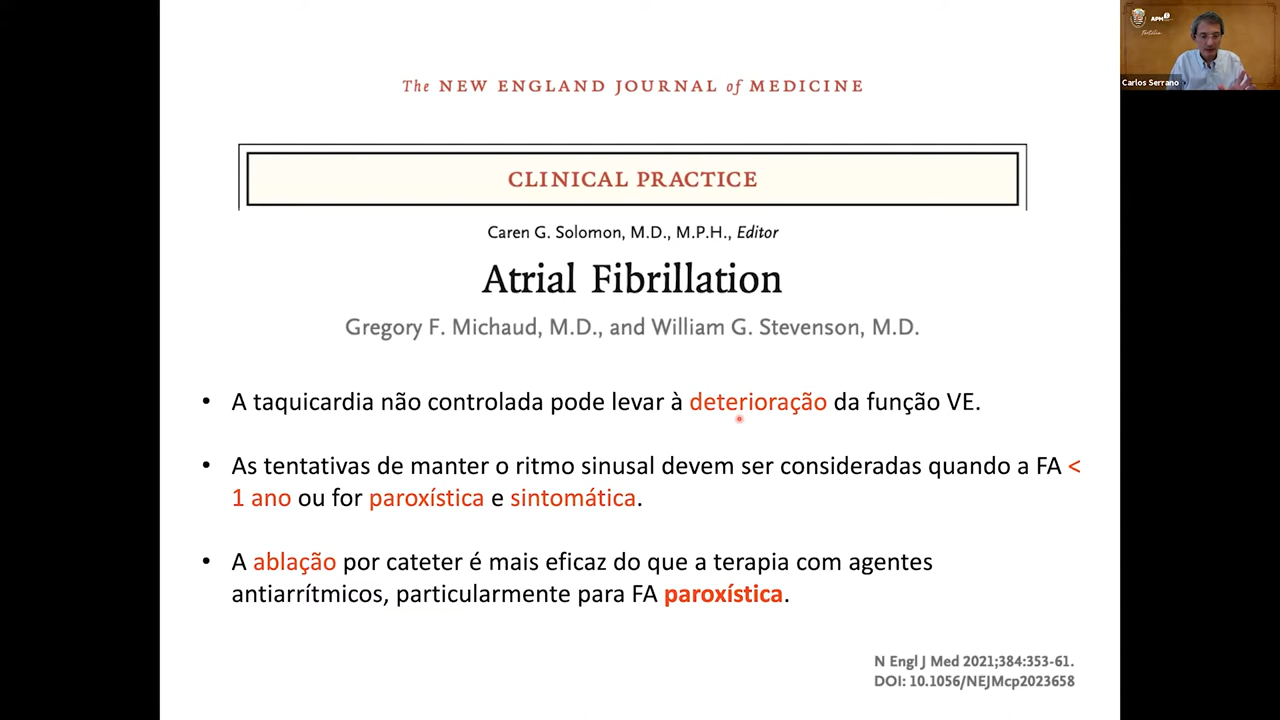 The NEW ENGLAND JOURNAL of MEDICINE
CLINICAL PRACTICE
Caren G. Solomon, M.D., M.P.H., Editor
Atrial Fibrillation
Gregory F. Michaud, M.D., and William G. Stevenson, M.D.
• A taquicardia não controlada pode levar à deterioração da função VE.
• As tentativas de manter o ritmo sinusal devem ser consideradas quando a FA <
1 ano ou for paroxística e sintomática.
• A ablação por cateter é mais eficaz do que a terapia com agentes
antiarrítmicos, particularmente para FA paroxística.
N Engl J Med 2021;384:353-61.
DOI: 10.1056/NEJMcp2023658
APM
Carlos Serrano